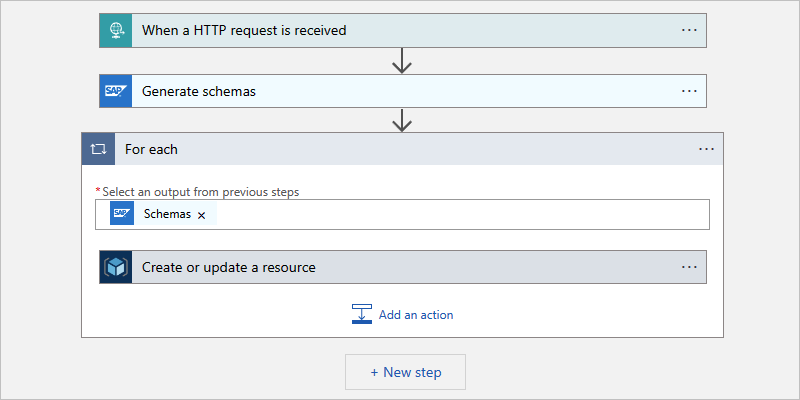 When a HTTP request is received
SAP Generate schemas
For each
*Select an output from previous steps
SAP Schemas ×
Create or update a resource
Add an action
+ New step